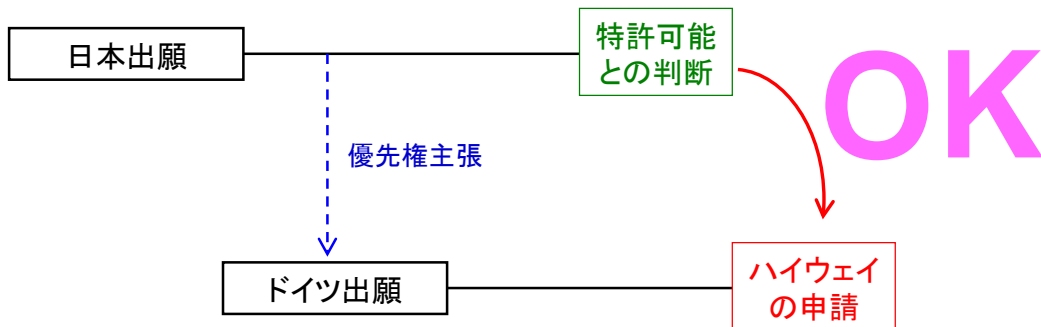 日本出願
特許可能
との判断
OK
優先権主張
ドイツ出願
ハイウェイ
の申請